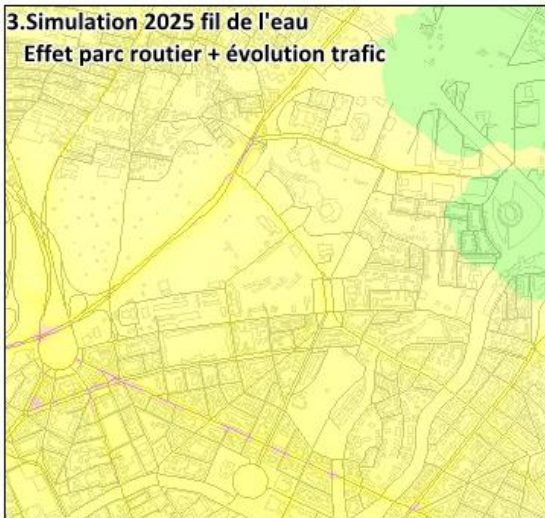 3.Simulation 2025 fil de l'eau
Effet parc routier + évolution trafic